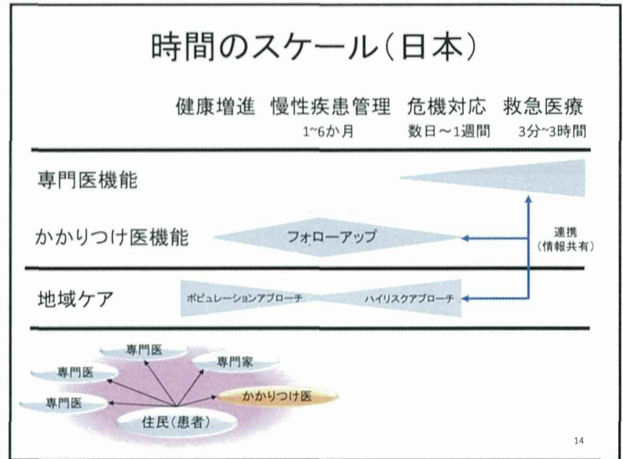 時間のスケール(日本)
健康増進 慢性疾患管理 危機対応 救急医療
1~6か月 数日～1週間 3分~3時間
専門医機能
かかりつけ医機能 フォローアップ 連携
(情報共有)
地域ケア ポピュレーションアプローチ ハイリスクアプローチ
専門医
専門医 専門家
専門医 かかりつけ医
住民(患者)
14